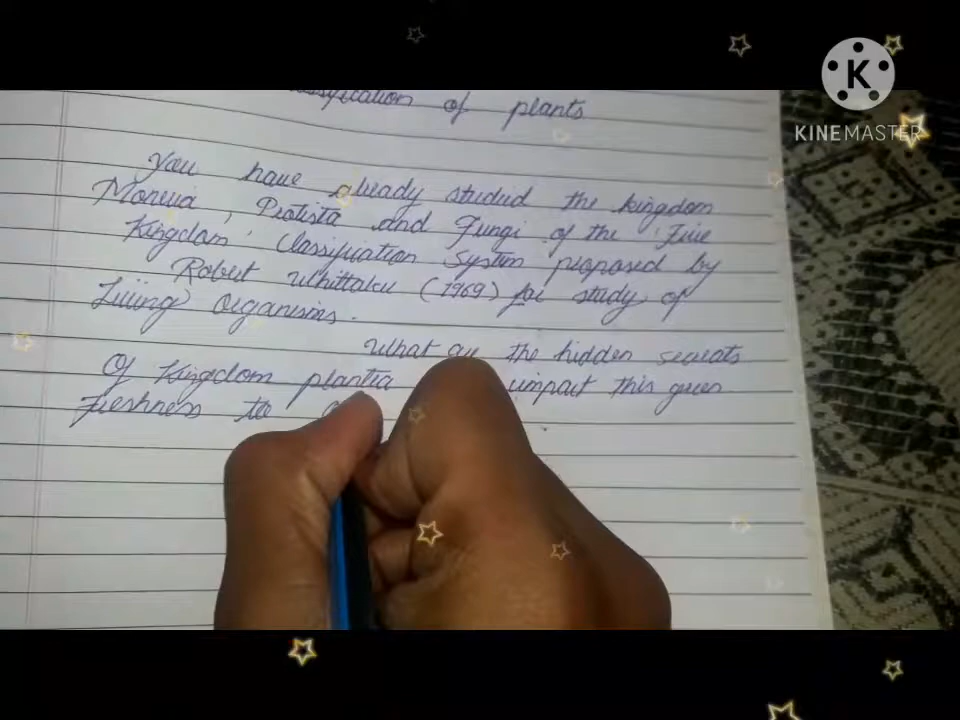 of plants
KINEMASTER
You have already studied the kingdom
Monera, Protista and Fungi of the 'Five
Kingdom' Classification System proposed by
Robert Whittaker (1969) for study of
Living Organisms.
What are the hidden secreats
Of Kingdom plantea impart this green
Freshness to